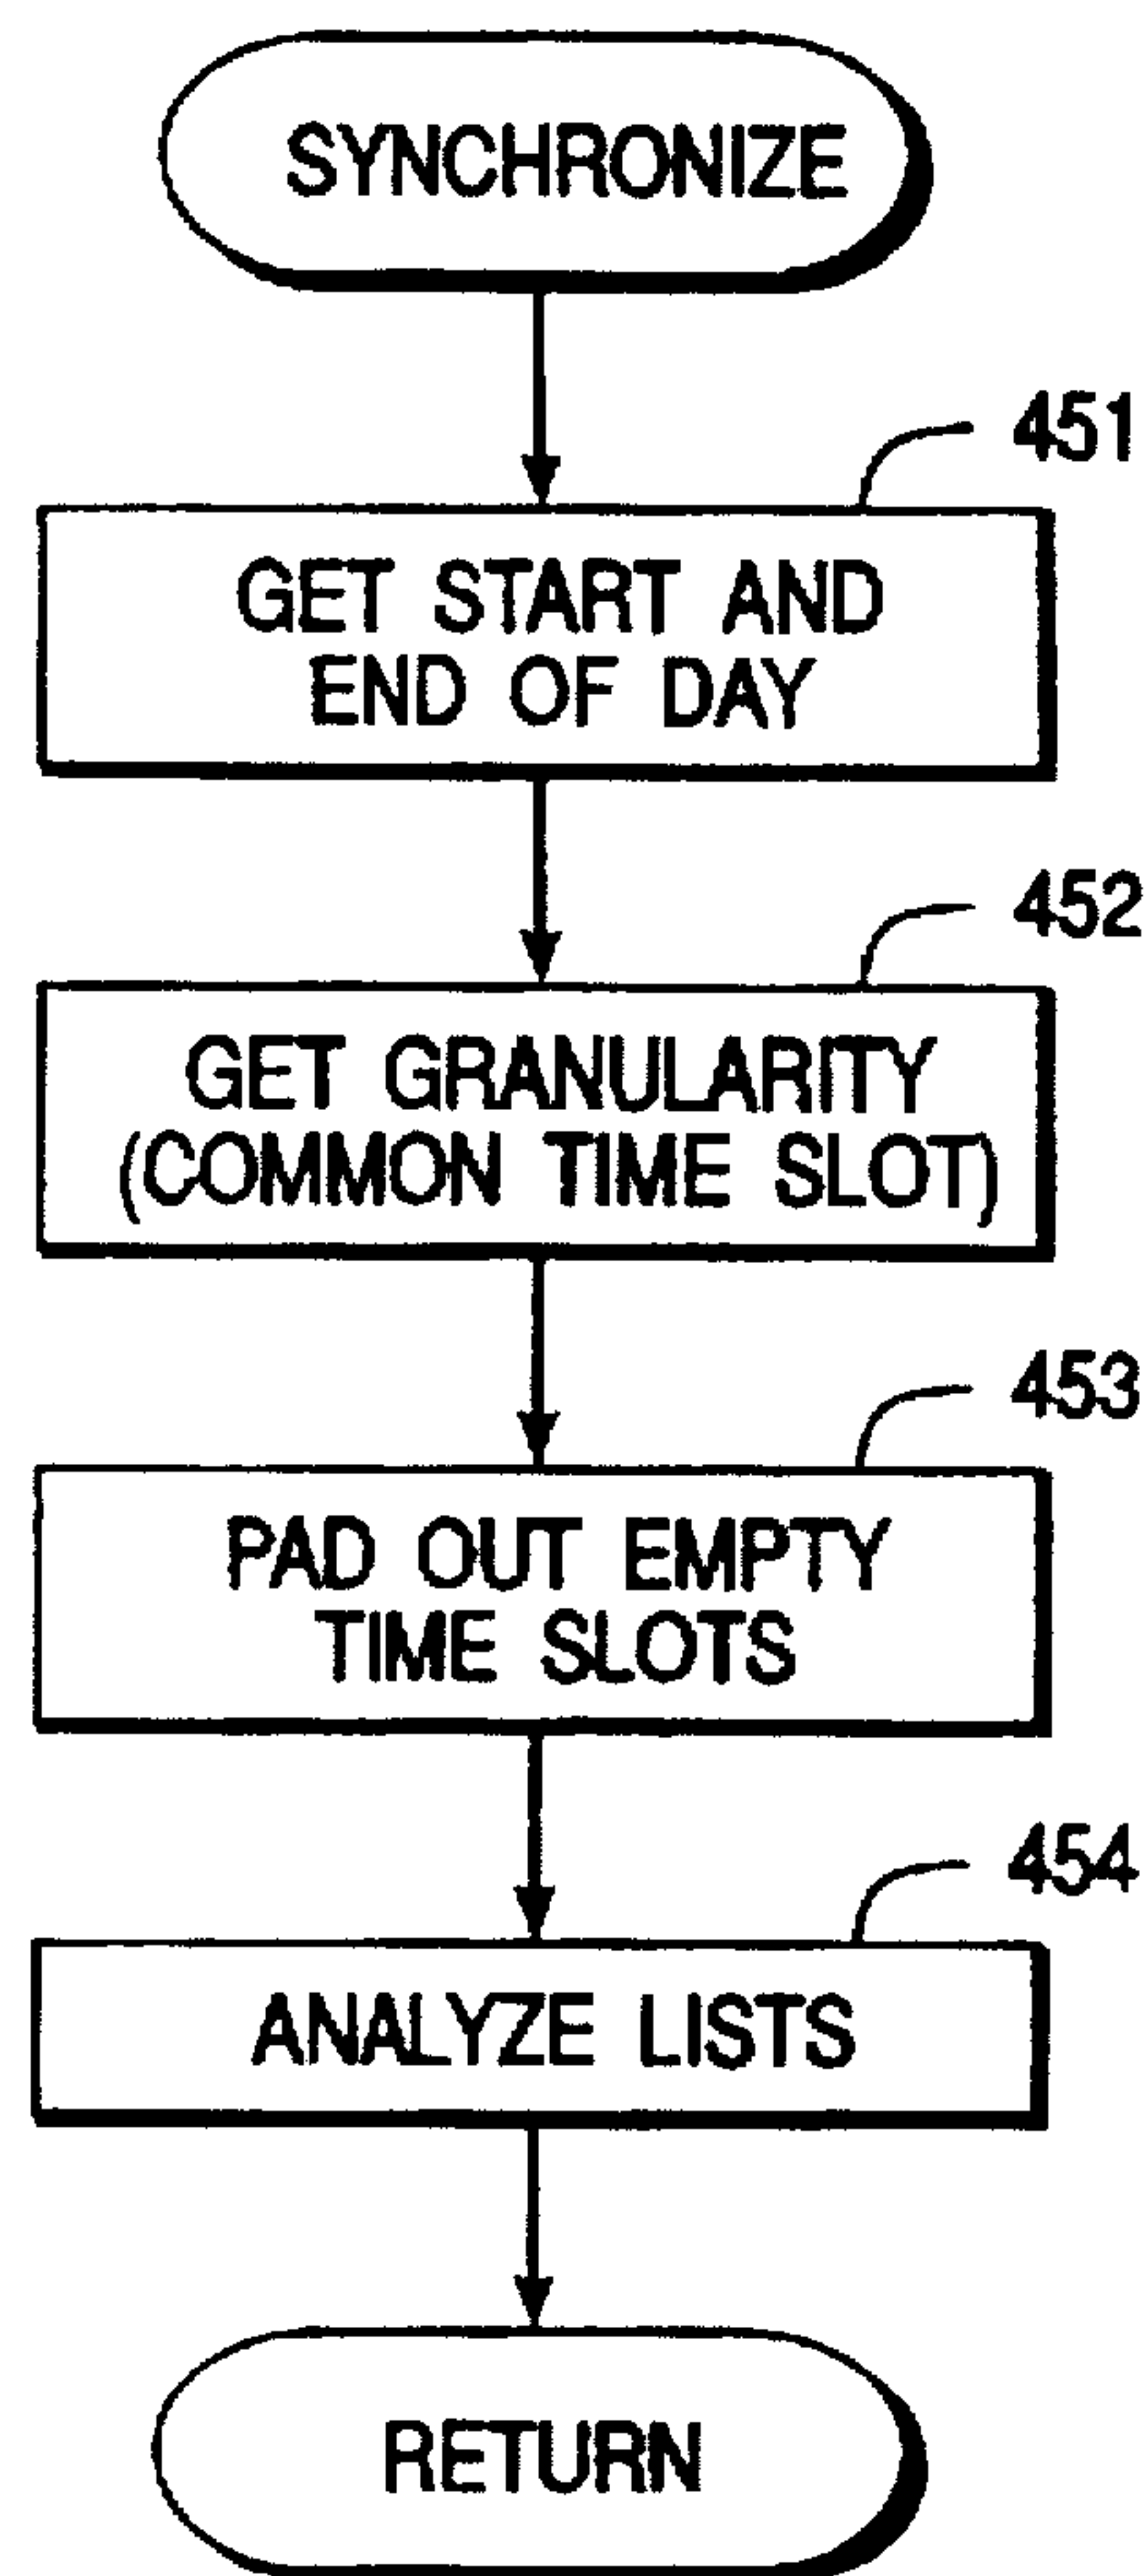 SYNCHRONIZE
451
GET START AND
END OF DAY
452
GET GRANULARITY
(COMMON TIME SLOT)
453
PAD OUT EMPTY
TIME SLOTS
454
ANALYZE LISTS
RETURN